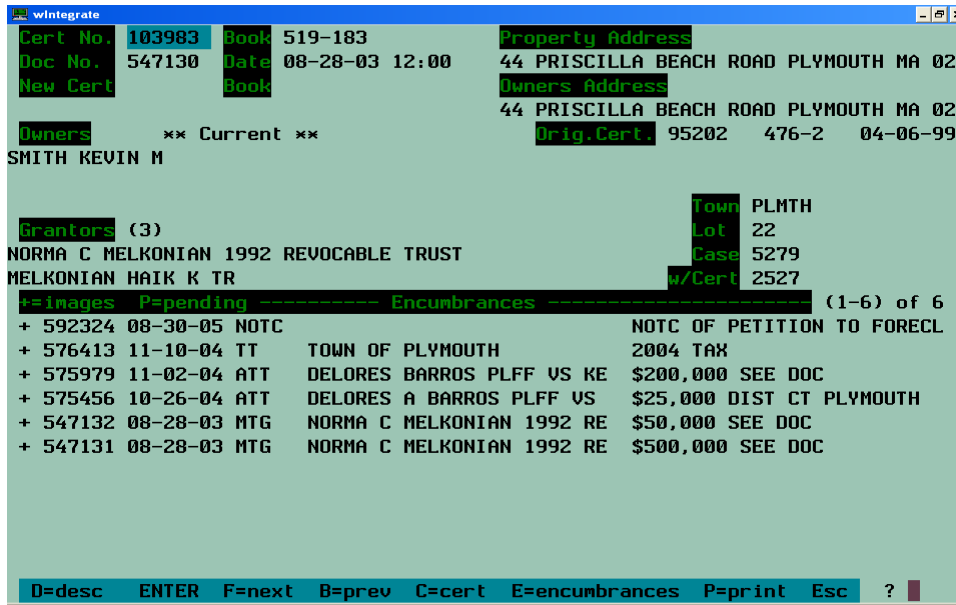 wIntegrate
Cert No. 103983 Book 519-183 Property Address
Doc No. 547130 Date 08-28-03 12:00 44 PRISCILLA BEACH ROAD PLYMOUTH MA 02
New Cert Book Owners Address
44 PRISCILLA BEACH ROAD PLYMOUTH MA 02
Owners ** Current ** Orig.Cert. 95202 476-2 04-06-99
SMITH KEVIN M
Town PLMTH
Grantors (3) Lot 22
NORMA C MELKONIAN 1992 REVOCABLE TRUST Case 5279
MELKONIAN HAIK K TR w/Cert 2527
+=images P=pending ---------- Encumbrances ---------------------- (1-6) of 6
+ 592324 08-30-05 NOTC NOTC OF PETITION TO FORECL
+ 576413 11-10-04 TT TOWN OF PLYMOUTH 2004 TAX
+ 575979 11-02-04 ATT DELORES BARROS PLFF VS KE $200,000 SEE DOC
+ 575456 10-26-04 ATT DELORES A BARROS PLFF VS $25,000 DIST CT PLYMOUTH
+ 547132 08-28-03 MTG NORMA C MELKONIAN 1992 RE $50,000 SEE DOC
+ 547131 08-28-03 MTG NORMA C MELKONIAN 1992 RE $500,000 SEE DOC
D=desc ENTER F=next B=prev C=cert E=encumbrances P=print Esc ?